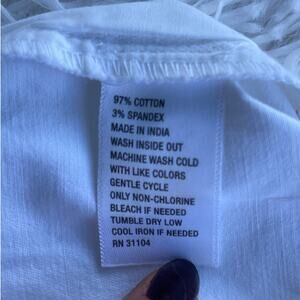 97% COTTON
3% SPANDEX
MADE IN INDIA
WASH INSIDE OUT
MACHINE WASH COLD
WITH LIKE COLORS
GENTLE CYCLE
ONLY NON-CHLORINE
BLEACH IF NEEDED
TUMBLE DRY LOW
COOL IRON IF NEEDED
RN 31104